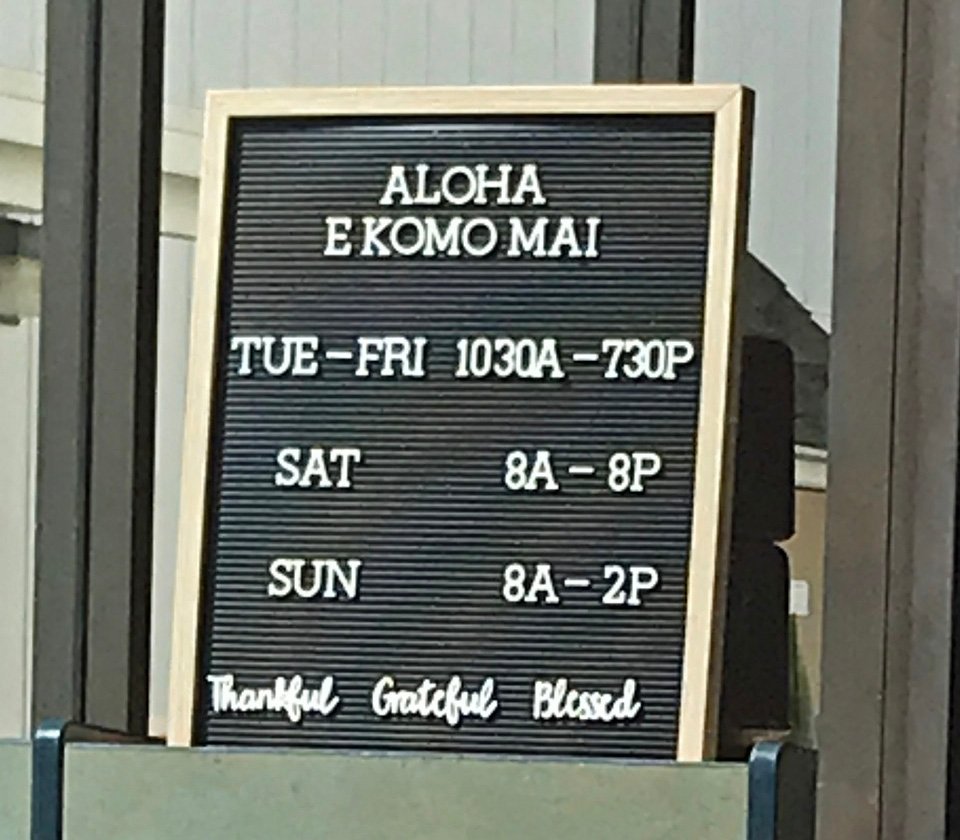 ALOHA
E KOMO MAI
TUE-FRI 1030A-730P
SAT 8A-8P
SUN 8A-2P
Thankful Grateful Blessed